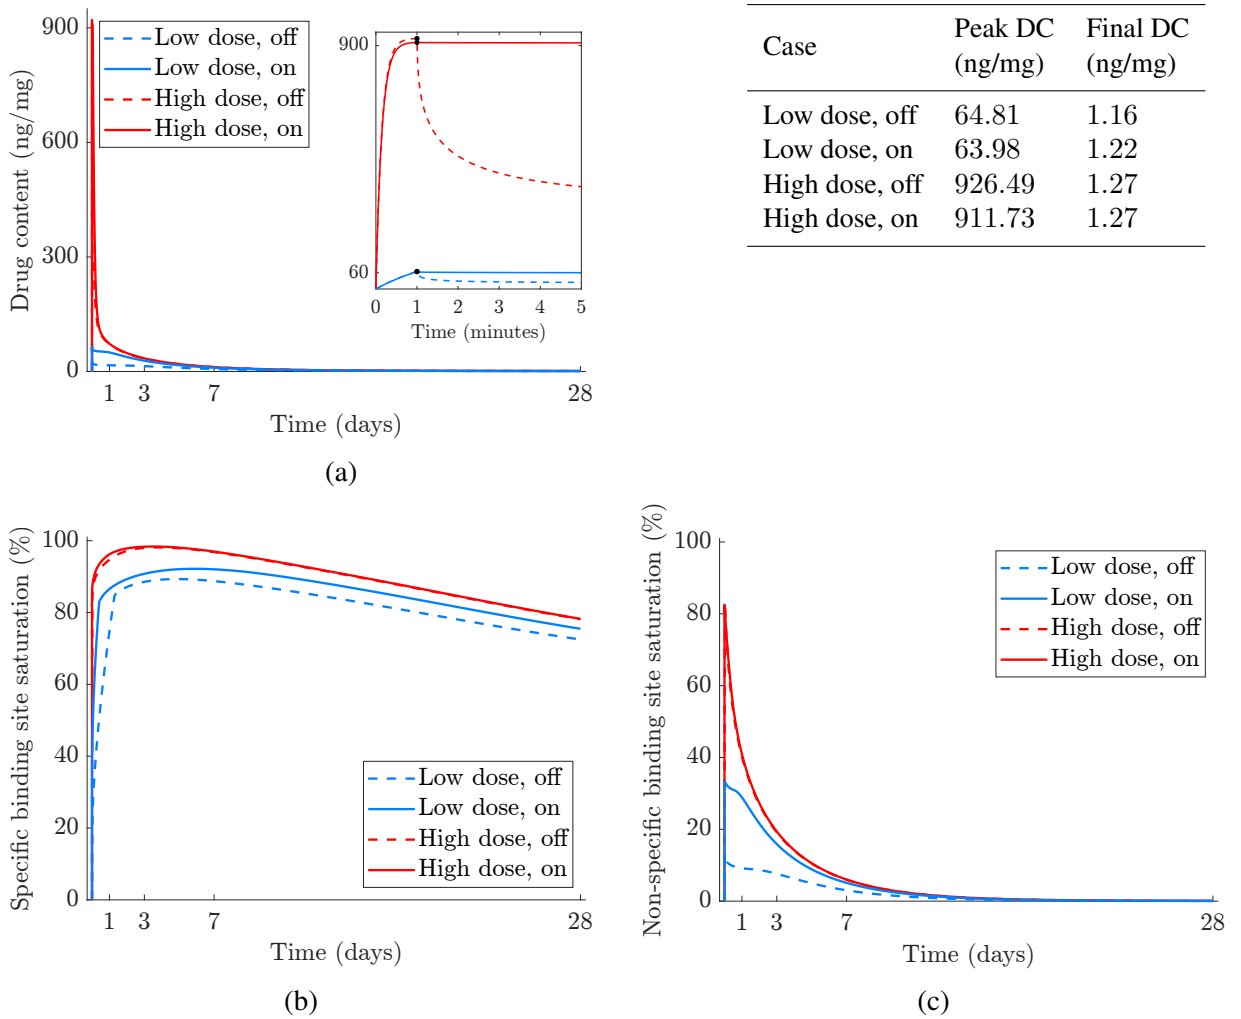 Drug content (ng/mg)
900
600
300
0
1
3
7
28
Time (days)
Low dose, off
Low dose, on
High dose, off
High dose, on
900
60
0
1
2
3
4
5
Time (minutes)
(a)
Case
Peak DC
(ng/mg)
Final DC
(ng/mg)
Low dose, off 64.81 1.16
Low dose, on 63.98 1.22
High dose, off 926.49 1.27
High dose, on 911.73 1.27
Specific binding site saturation (%)
100
80
60
40
20
0
1
3
7
28
Time (days)
Low dose, off
Low dose, on
High dose, off
High dose, on
(b)
Non-specific binding site saturation (%)
100
80
60
40
20
0
1
3
7
28
Time (days)
Low dose, off
Low dose, on
High dose, off
High dose, on
(c)